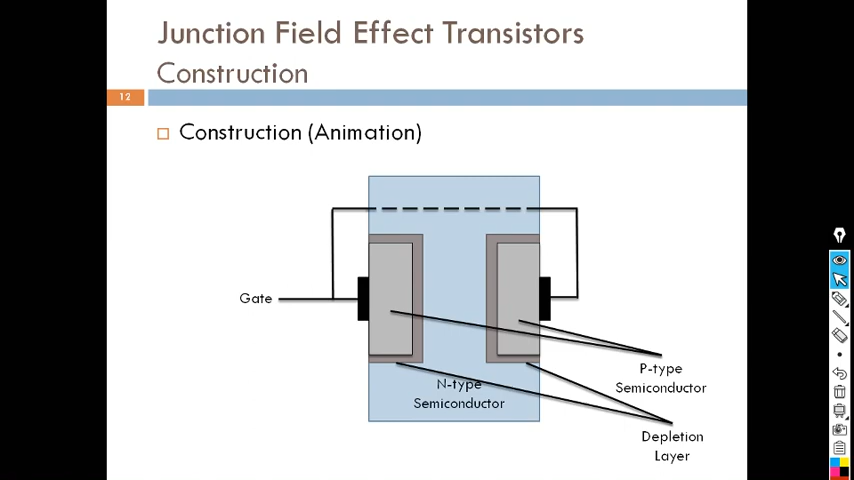 Junction Field Effect Transistors
Construction
12
Construction (Animation)
Gate
P-type
Semiconductor
N-type
Semiconductor
Depletion
Layer